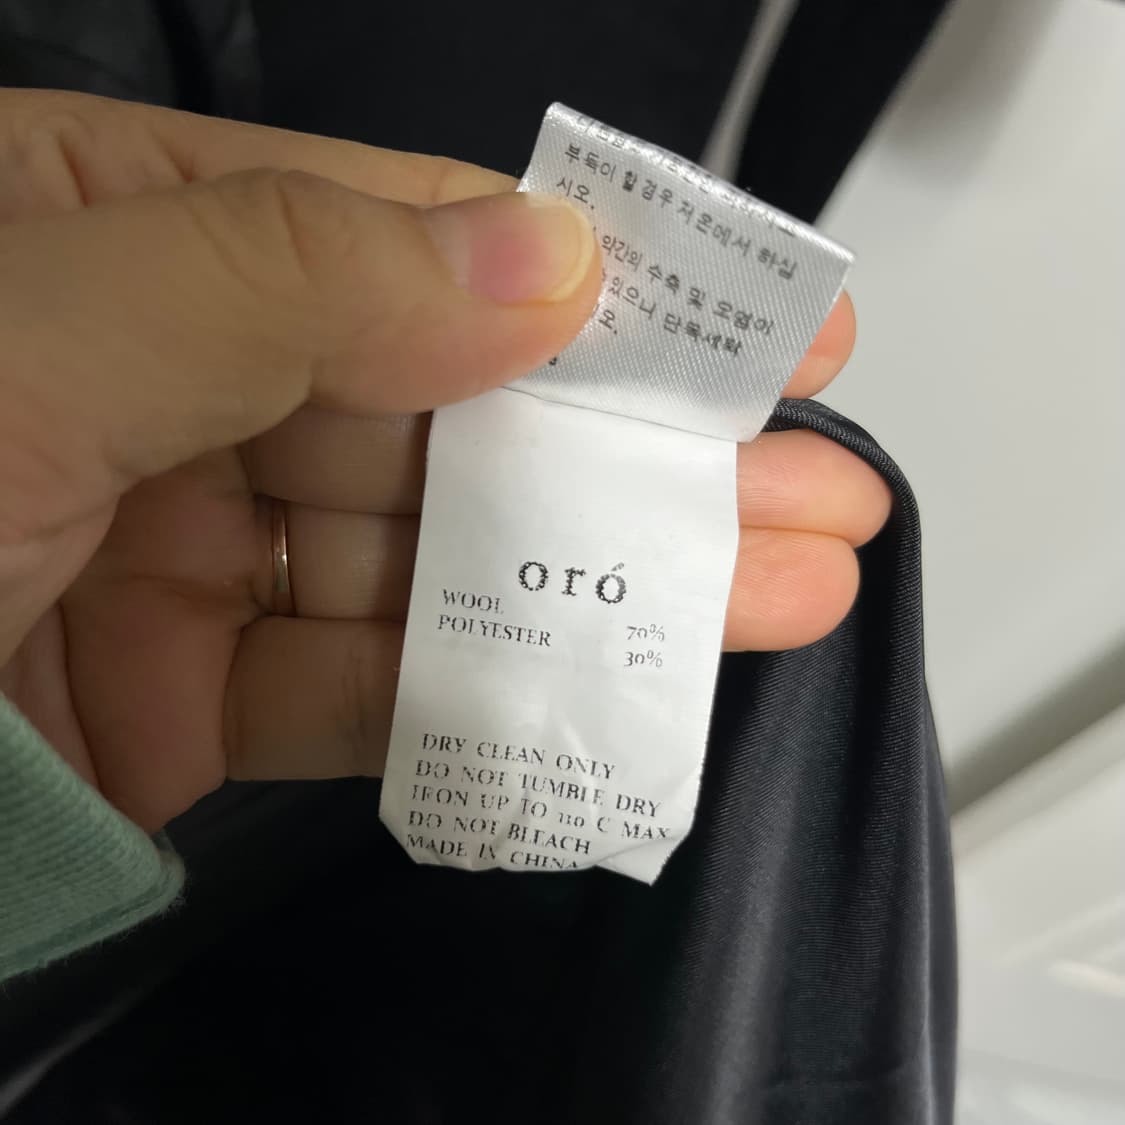 부득이 할 경우 저온에서 하십
시오.
약간의 수축 및 오염이
있으니 단독세탁
오.
oró
WOOL 70%
POLYESTER 30%
DRY CLEAN ONLY
DO NOT TUMBLE DRY
IRON UP TO 110 C MAX
DO NOT BLEACH
MADE IN CHINA